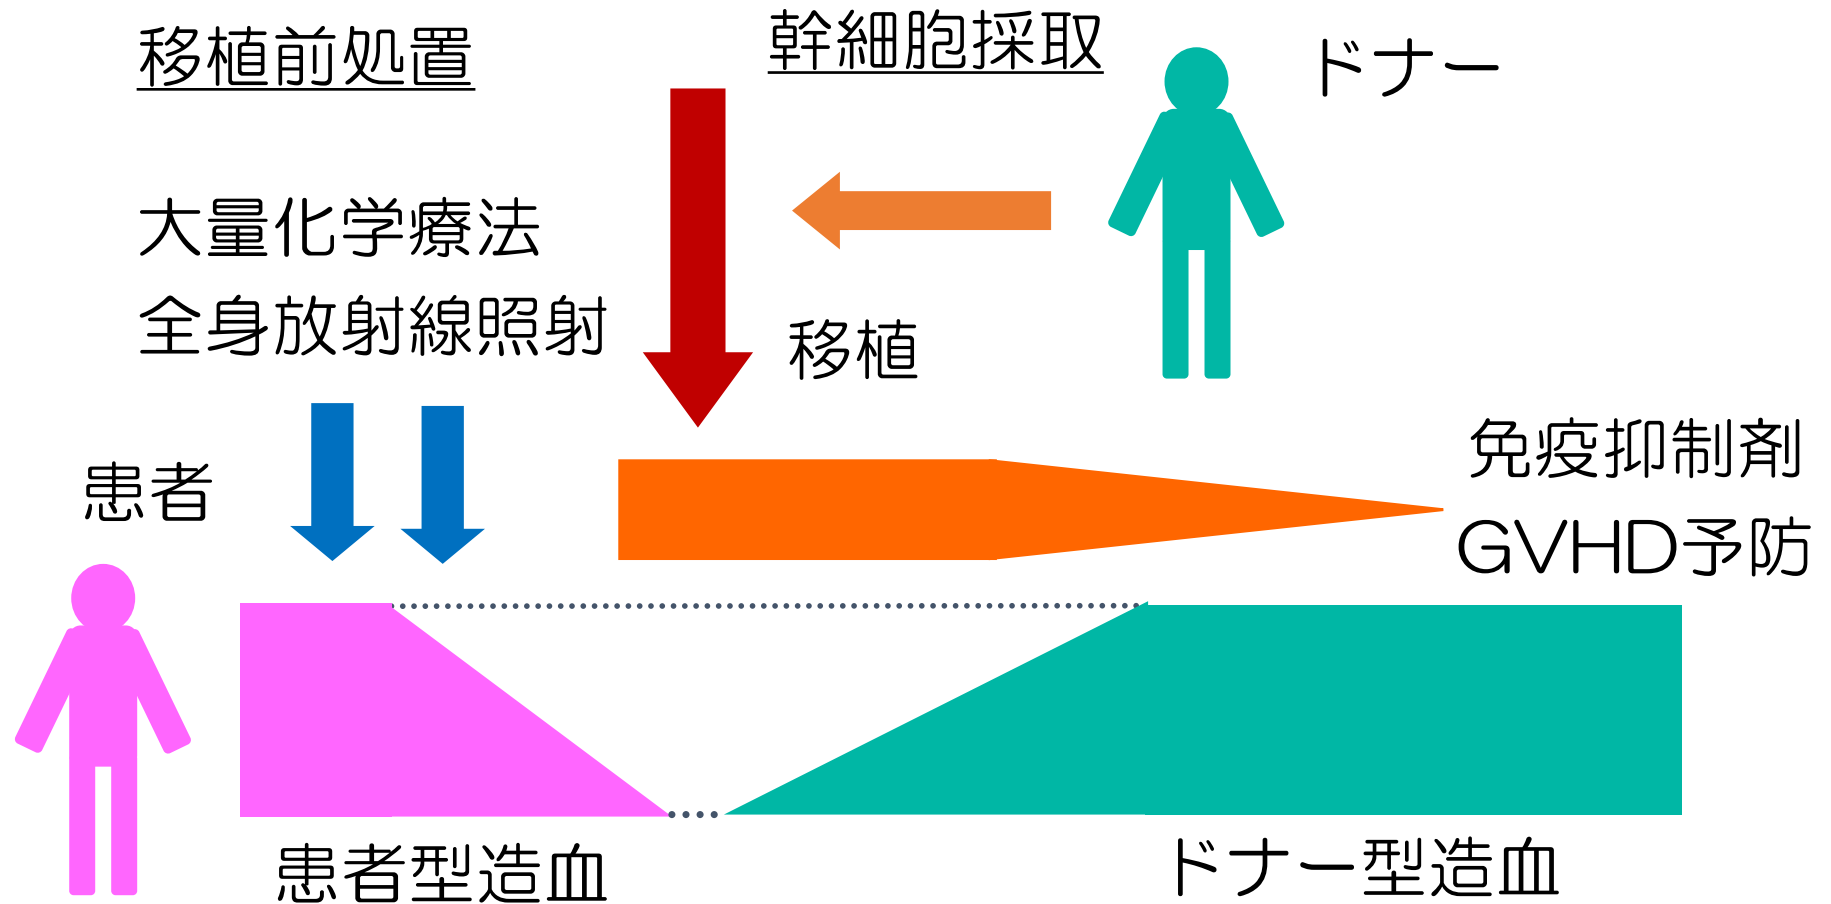 移植前処置
幹細胞採取
ドナー
大量化学療法
全身放射線照射
移植
患者
免疫抑制剤
GVHD予防
患者型造血
ドナー型造血